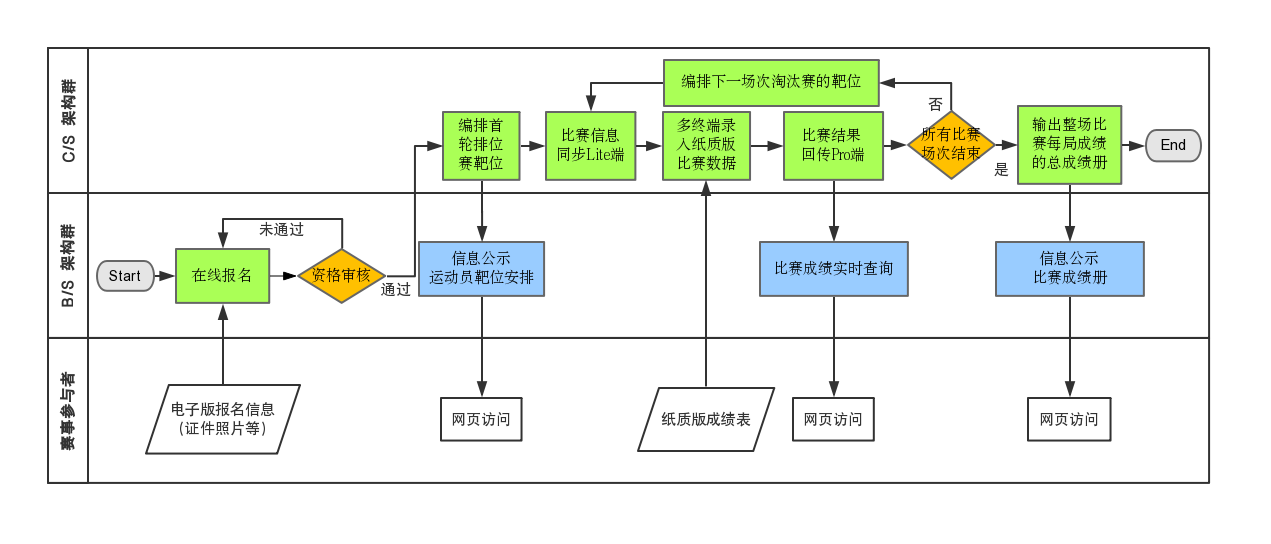 C/S 架构群
编排下一场次淘汰赛的靶位
否
编排首
轮排位
赛靶位
比赛信息
同步Lite端
多终端录
入纸质版
比赛数据
比赛结果
回传Pro端
所有比赛
场次结束
是
输出整场比
赛每局成绩
的总成绩册
End
B/S 架构群
未通过
Start
在线报名
资格审核
通过
信息公示
运动员靶位安排
比赛成绩实时查询
信息公示
比赛成绩册
赛事参与者
电子版报名信息
（证件照片等）
网页访问
纸质版成绩表
网页访问
网页访问